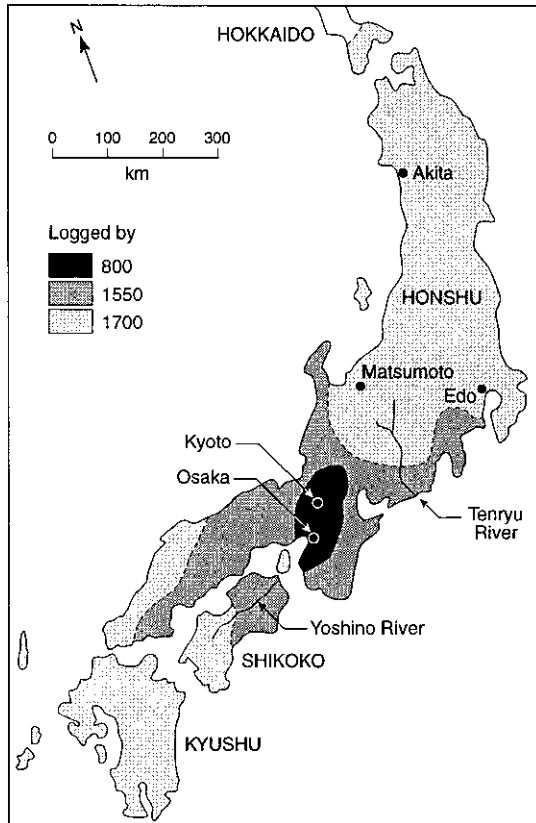 N
HOKKAIDO
0 100 200 300
km
Akita
Logged by
800
1550
1700
HONSHU
Matsumoto
Edo
Kyoto
Osaka
Tenryu
River
Yoshino River
SHIKOKO
KYUSHU